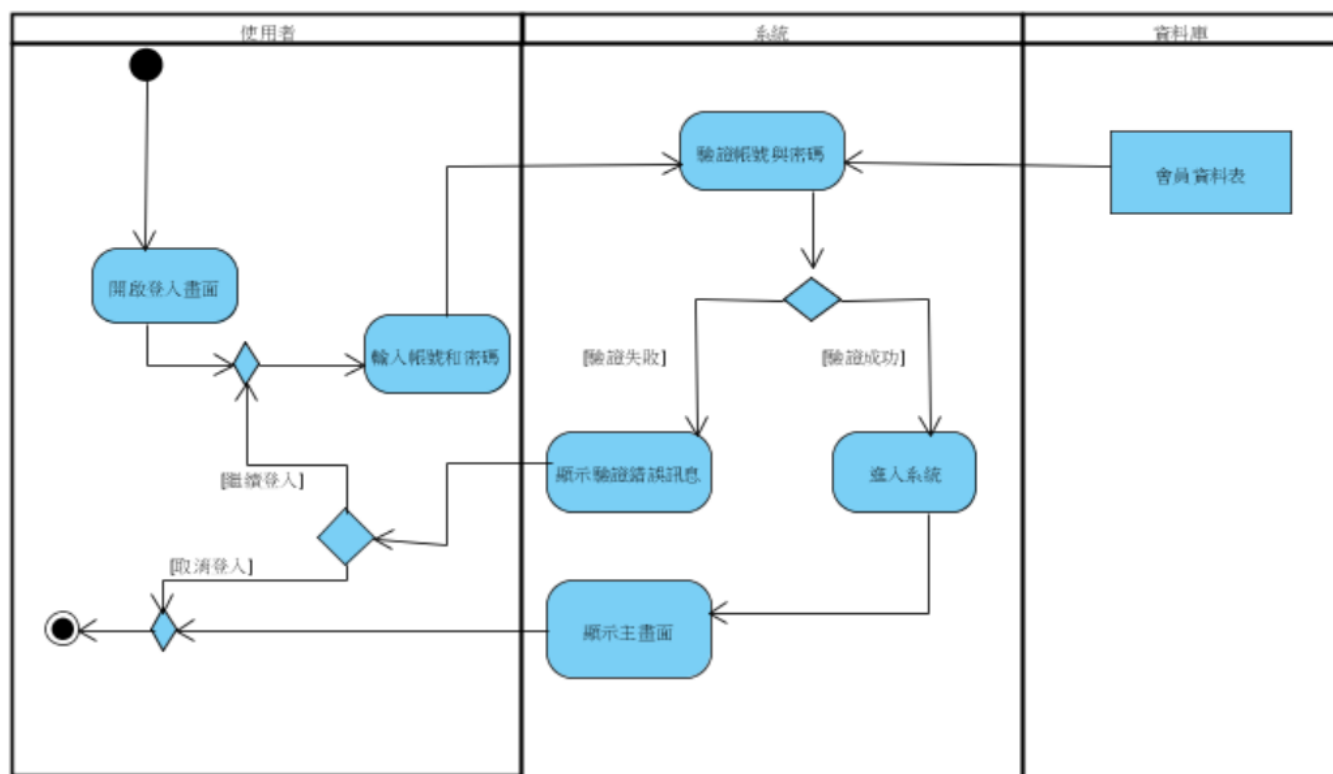 使用者
系統
資料庫
驗證帳號與密碼
會員資料表
開啟登入畫面
輸入帳號和密碼
[驗證失敗]
[驗證成功]
顯示驗證錯誤訊息
進入系統
[繼續登入]
[取消登入]
顯示主畫面